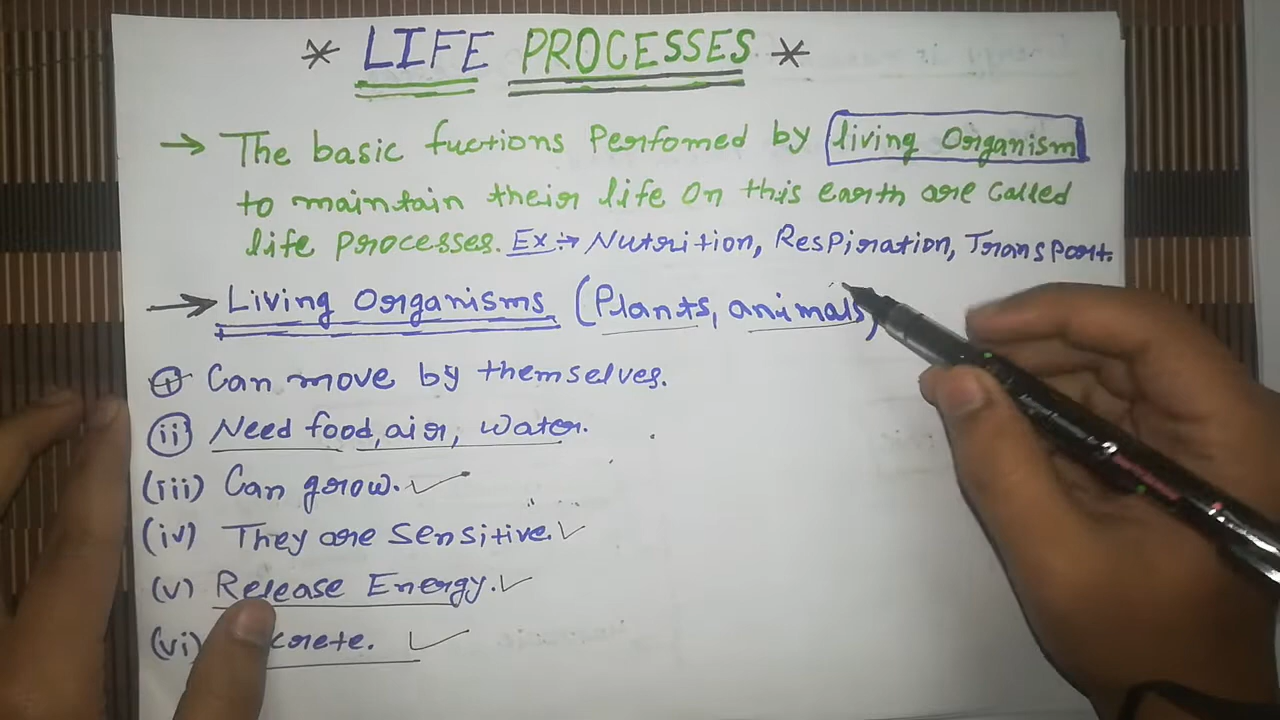 * LIFE PROCESSES *
→ The basic fuctions Perfomed by living Organism
to maintain their life On this earth are Called
life Processes. Ex:→ Nutrition, Respiration, Transport.
→ Living Organisms (Plants, animals)
(i) Can move by themselves.
(ii) Need food, air, water.
(iii) Can grow.
(iv) They are Sensitive.
(v) Release Energy.
(vi)